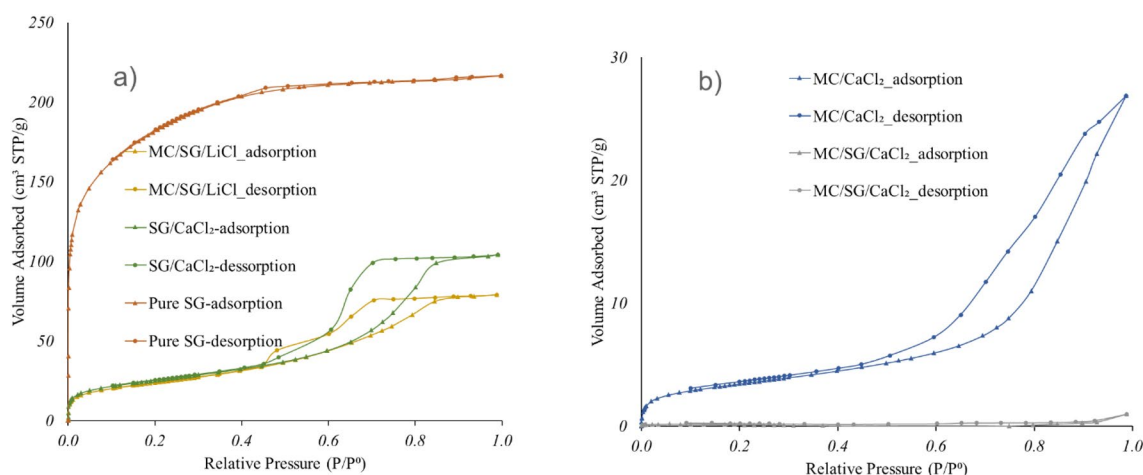 a)
250
200
150
100
50
0
Volume Adsorbed (cm³ STP/g)
MC/SG/LiCl_adsorption
MC/SG/LiCl_desorption
SG/CaCl₂-adsorption
SG/CaCl₂-dessorption
Pure SG-adsorption
Pure SG-desorption
0.0 0.2 0.4 0.6 0.8 1.0
Relative Pressure (P/P⁰)
b)
30
20
10
0
Volume Adsorbed (cm³ STP/g)
MC/CaCl₂_adsorption
MC/CaCl₂_desorption
MC/SG/CaCl₂_adsorption
MC/SG/CaCl₂_desorption
0.0 0.2 0.4 0.6 0.8 1.0
Relative Pressure (P/P⁰)